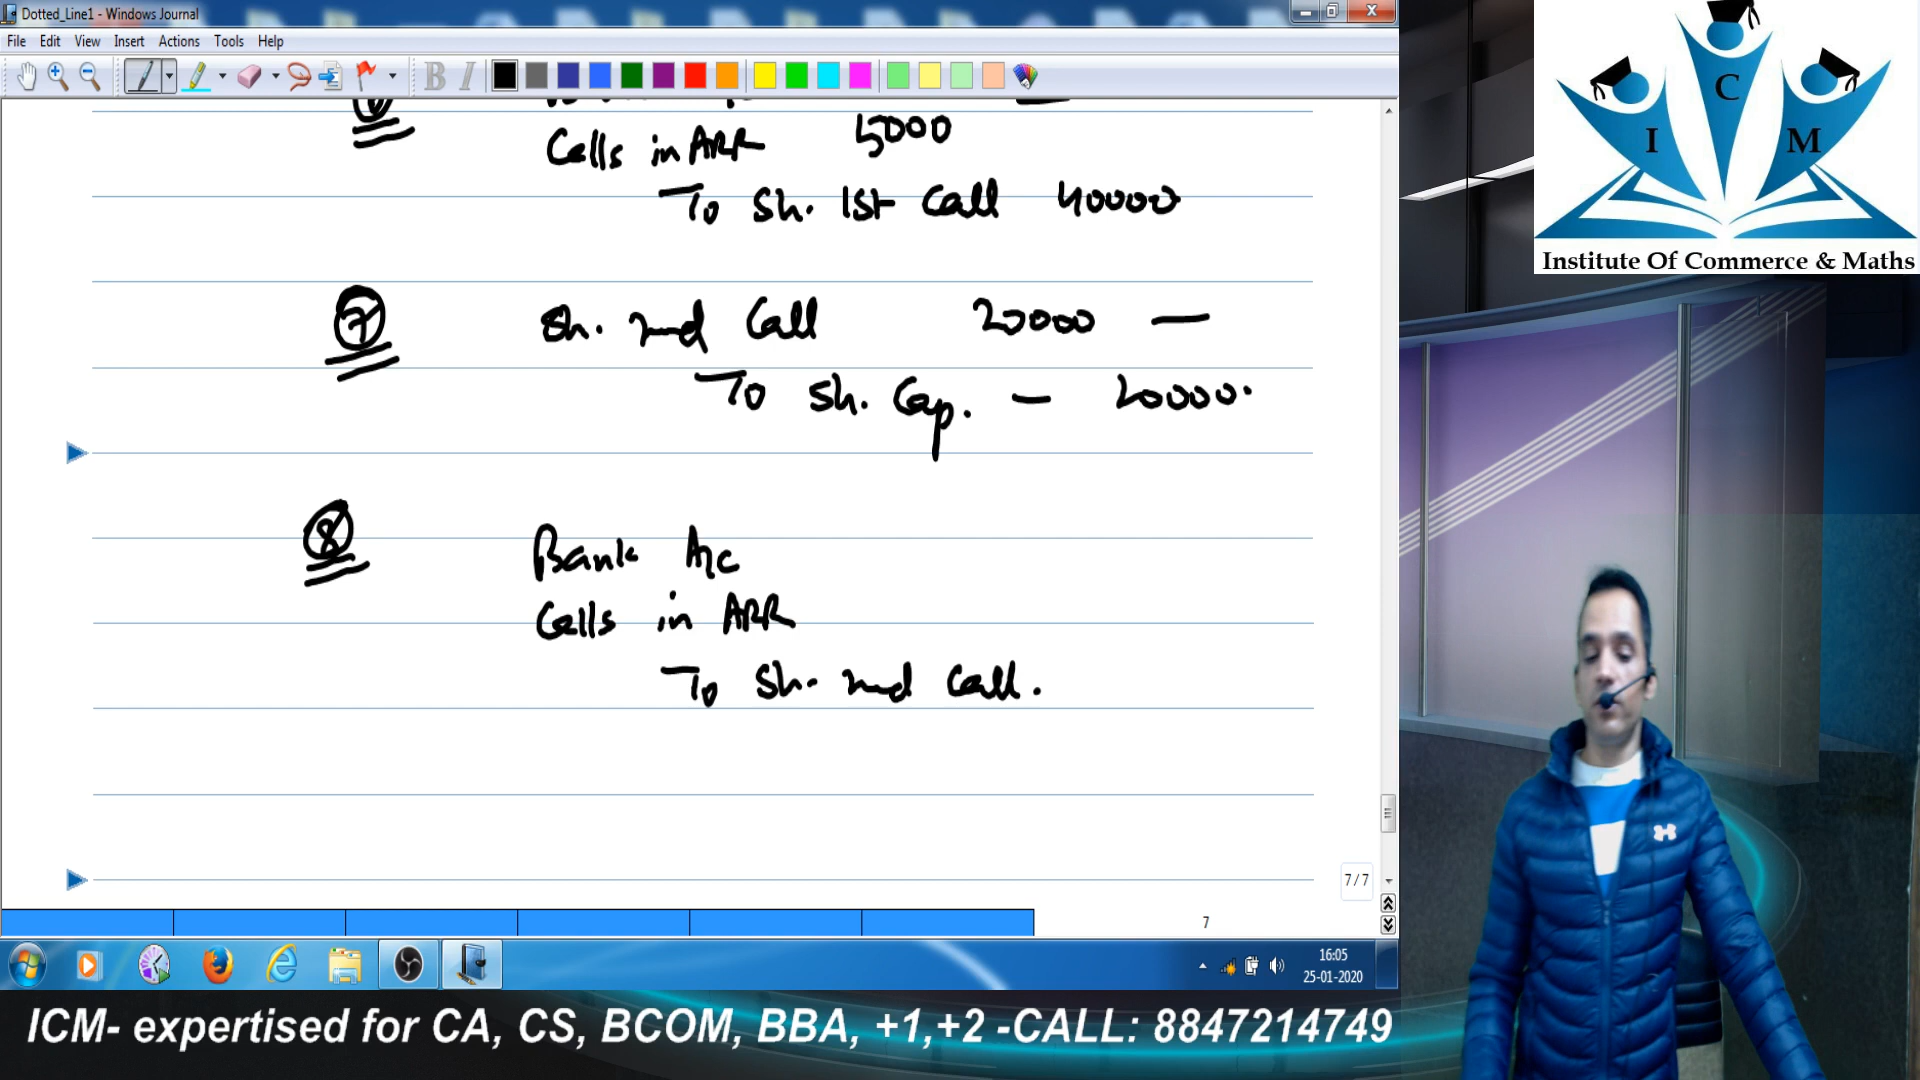 Dotted_Line1 - Windows Journal
File Edit View Insert Actions Tools Help
I C M
Institute Of Commerce & Maths
6
Calls in ARR 5000
To Sh. 1st Call 40000
7 Sh. 2nd Call 20000 —
To Sh. Cap. — 20000.
8 Bank A/c
Calls in ARR
To Sh. 2nd Call.
7/7
7
16:05
25-01-2020
ICM- expertised for CA, CS, BCOM, BBA, +1,+2 -CALL: 8847214749